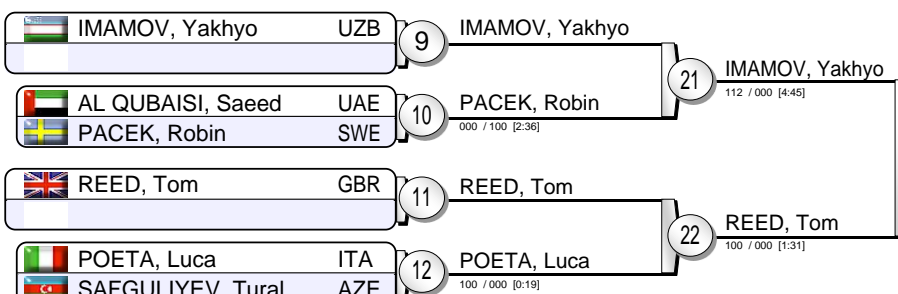 IMAMOV, Yakhyo UZB
9
IMAMOV, Yakhyo
21
IMAMOV, Yakhyo
112 / 000 [4:45]
AL QUBAISI, Saeed UAE
PACEK, Robin SWE
10
PACEK, Robin
000 / 100 [2:36]
REED, Tom GBR
11
REED, Tom
22
REED, Tom
100 / 000 [1:31]
POETA, Luca ITA
SAFGULIYEV, Tural AZE
12
POETA, Luca
100 / 000 [0:19]